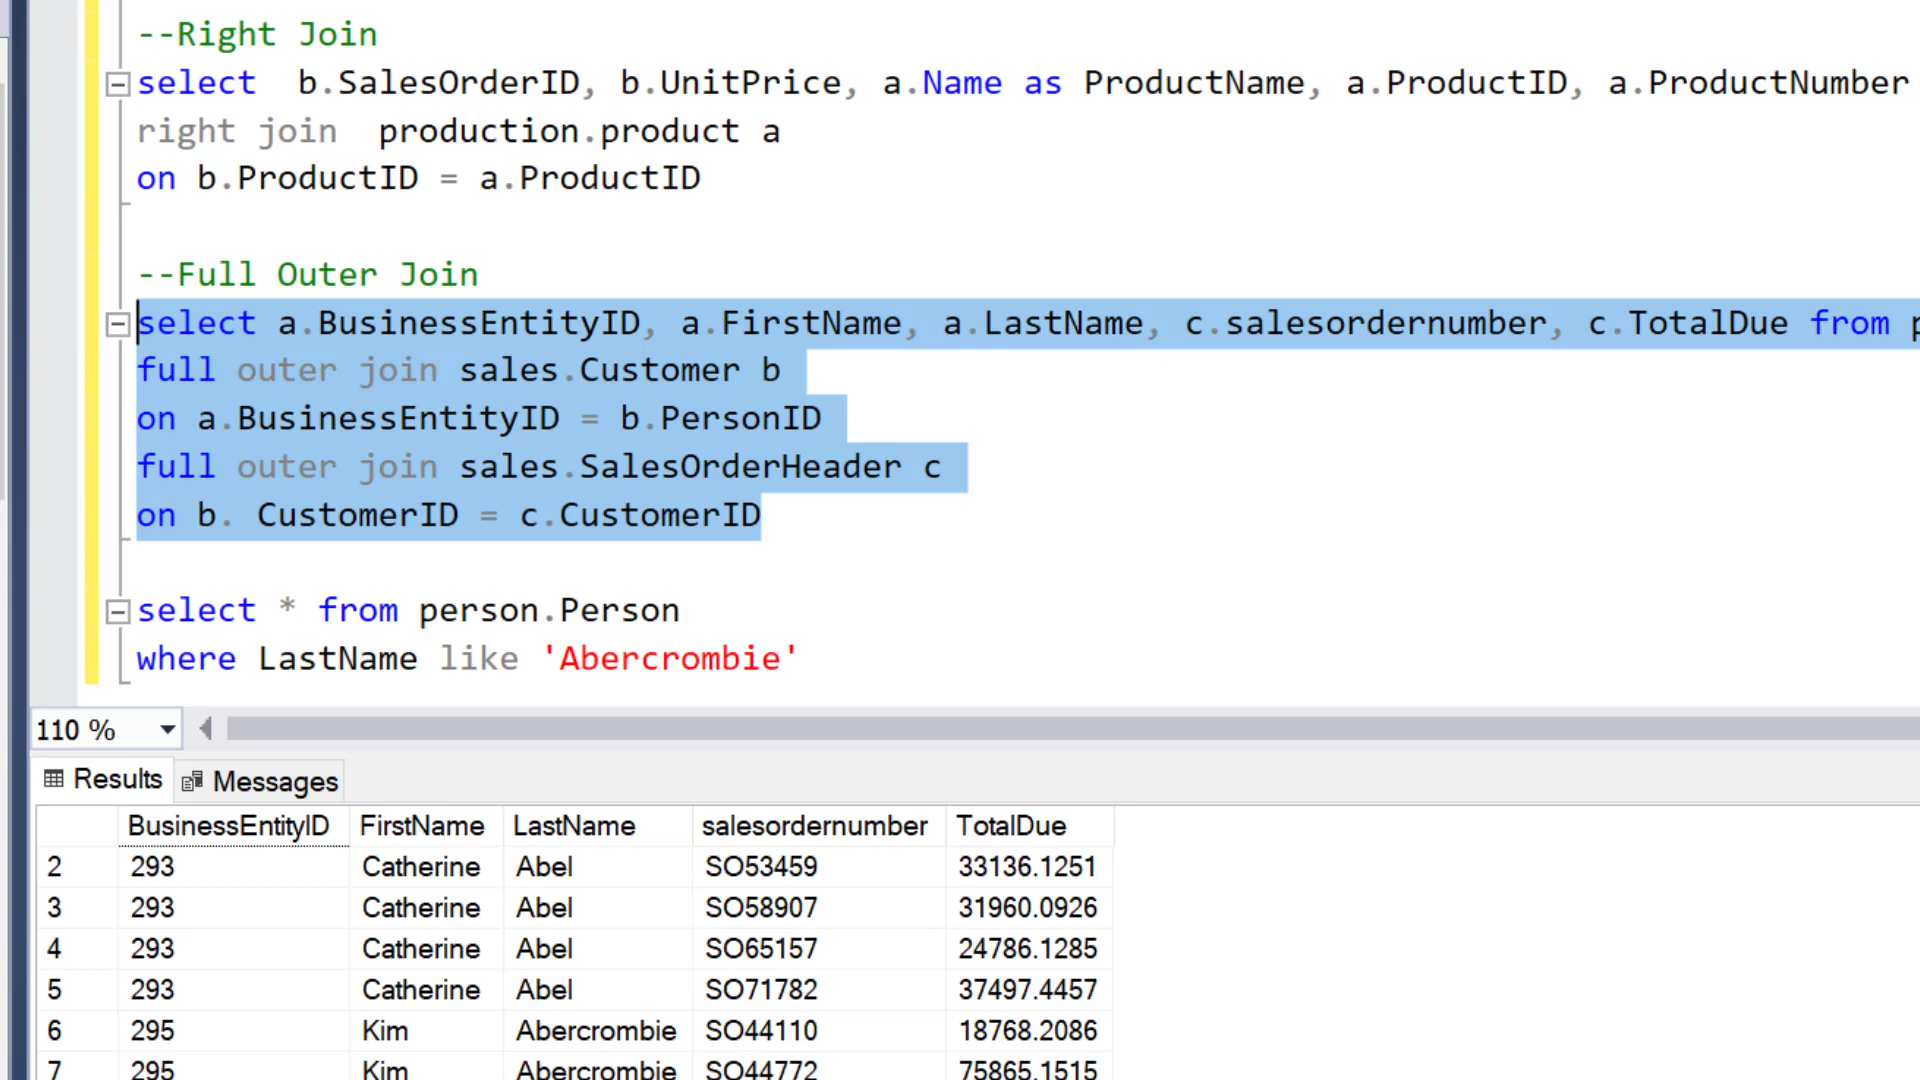 --Right Join
select  b.SalesOrderID, b.UnitPrice, a.Name as ProductName, a.ProductID, a.ProductNumber
right join  production.product a
on b.ProductID = a.ProductID
--Full Outer Join
select a.BusinessEntityID, a.FirstName, a.LastName, c.salesordernumber, c.TotalDue from p
full outer join sales.Customer b
on a.BusinessEntityID = b.PersonID
full outer join sales.SalesOrderHeader c
on b. CustomerID = c.CustomerID
select * from person.Person
where LastName like 'Abercrombie'
110 %
Results Messages
BusinessEntityID FirstName LastName salesordernumber TotalDue
2 293 Catherine Abel SO53459 33136.1251
3 293 Catherine Abel SO58907 31960.0926
4 293 Catherine Abel SO65157 24786.1285
5 293 Catherine Abel SO71782 37497.4457
6 295 Kim Abercrombie SO44110 18768.2086
7 295 Kim Abercrombie SO44772 75865.1515